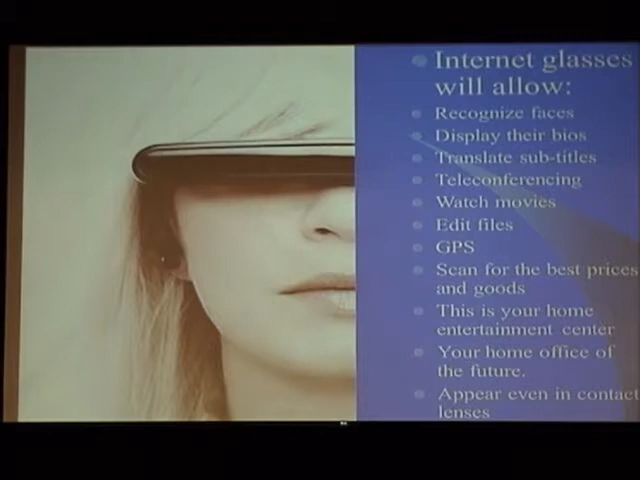 Internet glasses
will allow:
Recognize faces
Display their bios
Translate sub-titles
Teleconferencing
Watch movies
Edit files
GPS
Scan for the best prices
and goods
This is your home
entertainment center
Your home office of
the future.
Appear even in contact
lenses